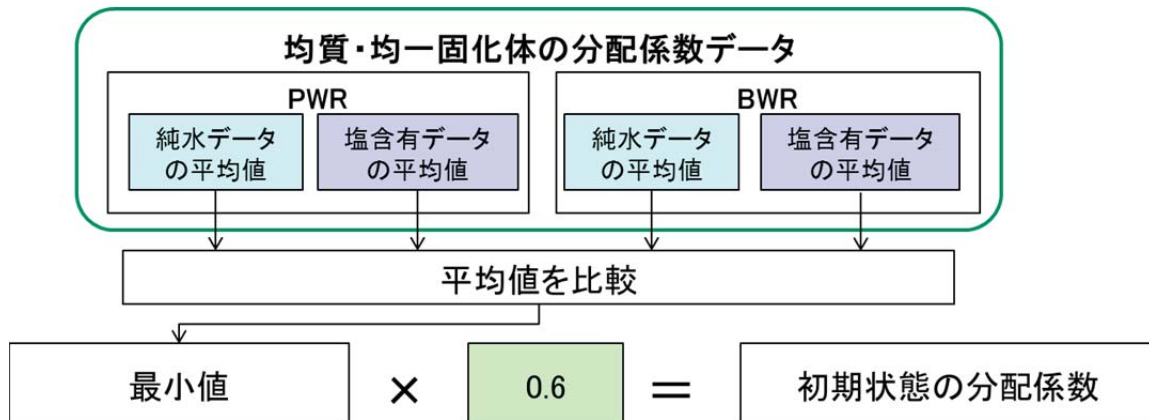 均質・均一固化体の分配係数データ
PWR
BWR
純水データ
の平均値
塩含有データ
の平均値
純水データ
の平均値
塩含有データ
の平均値
平均値を比較
最小値
×
0.6
=
初期状態の分配係数